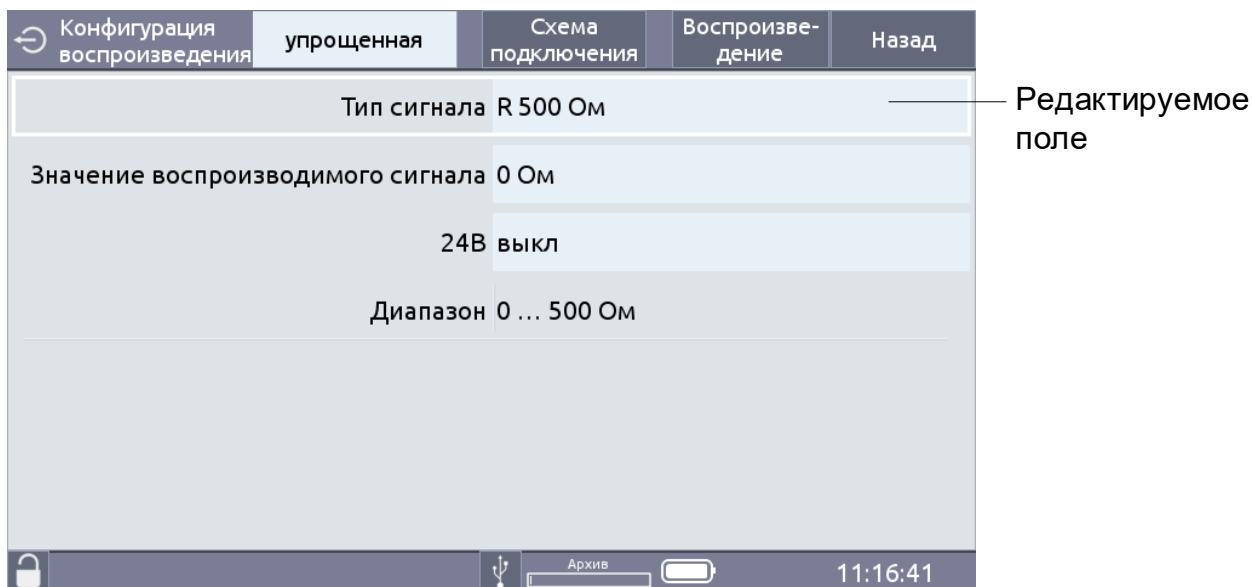 Конфигурация
воспроизведения
упрощенная
Схема
подключения
Воспроизве-
дение
Назад
Тип сигнала R 500 Ом
Редактируемое
поле
Значение воспроизводимого сигнала 0 Ом
24В выкл
Диапазон 0 … 500 Ом
Архив
11:16:41